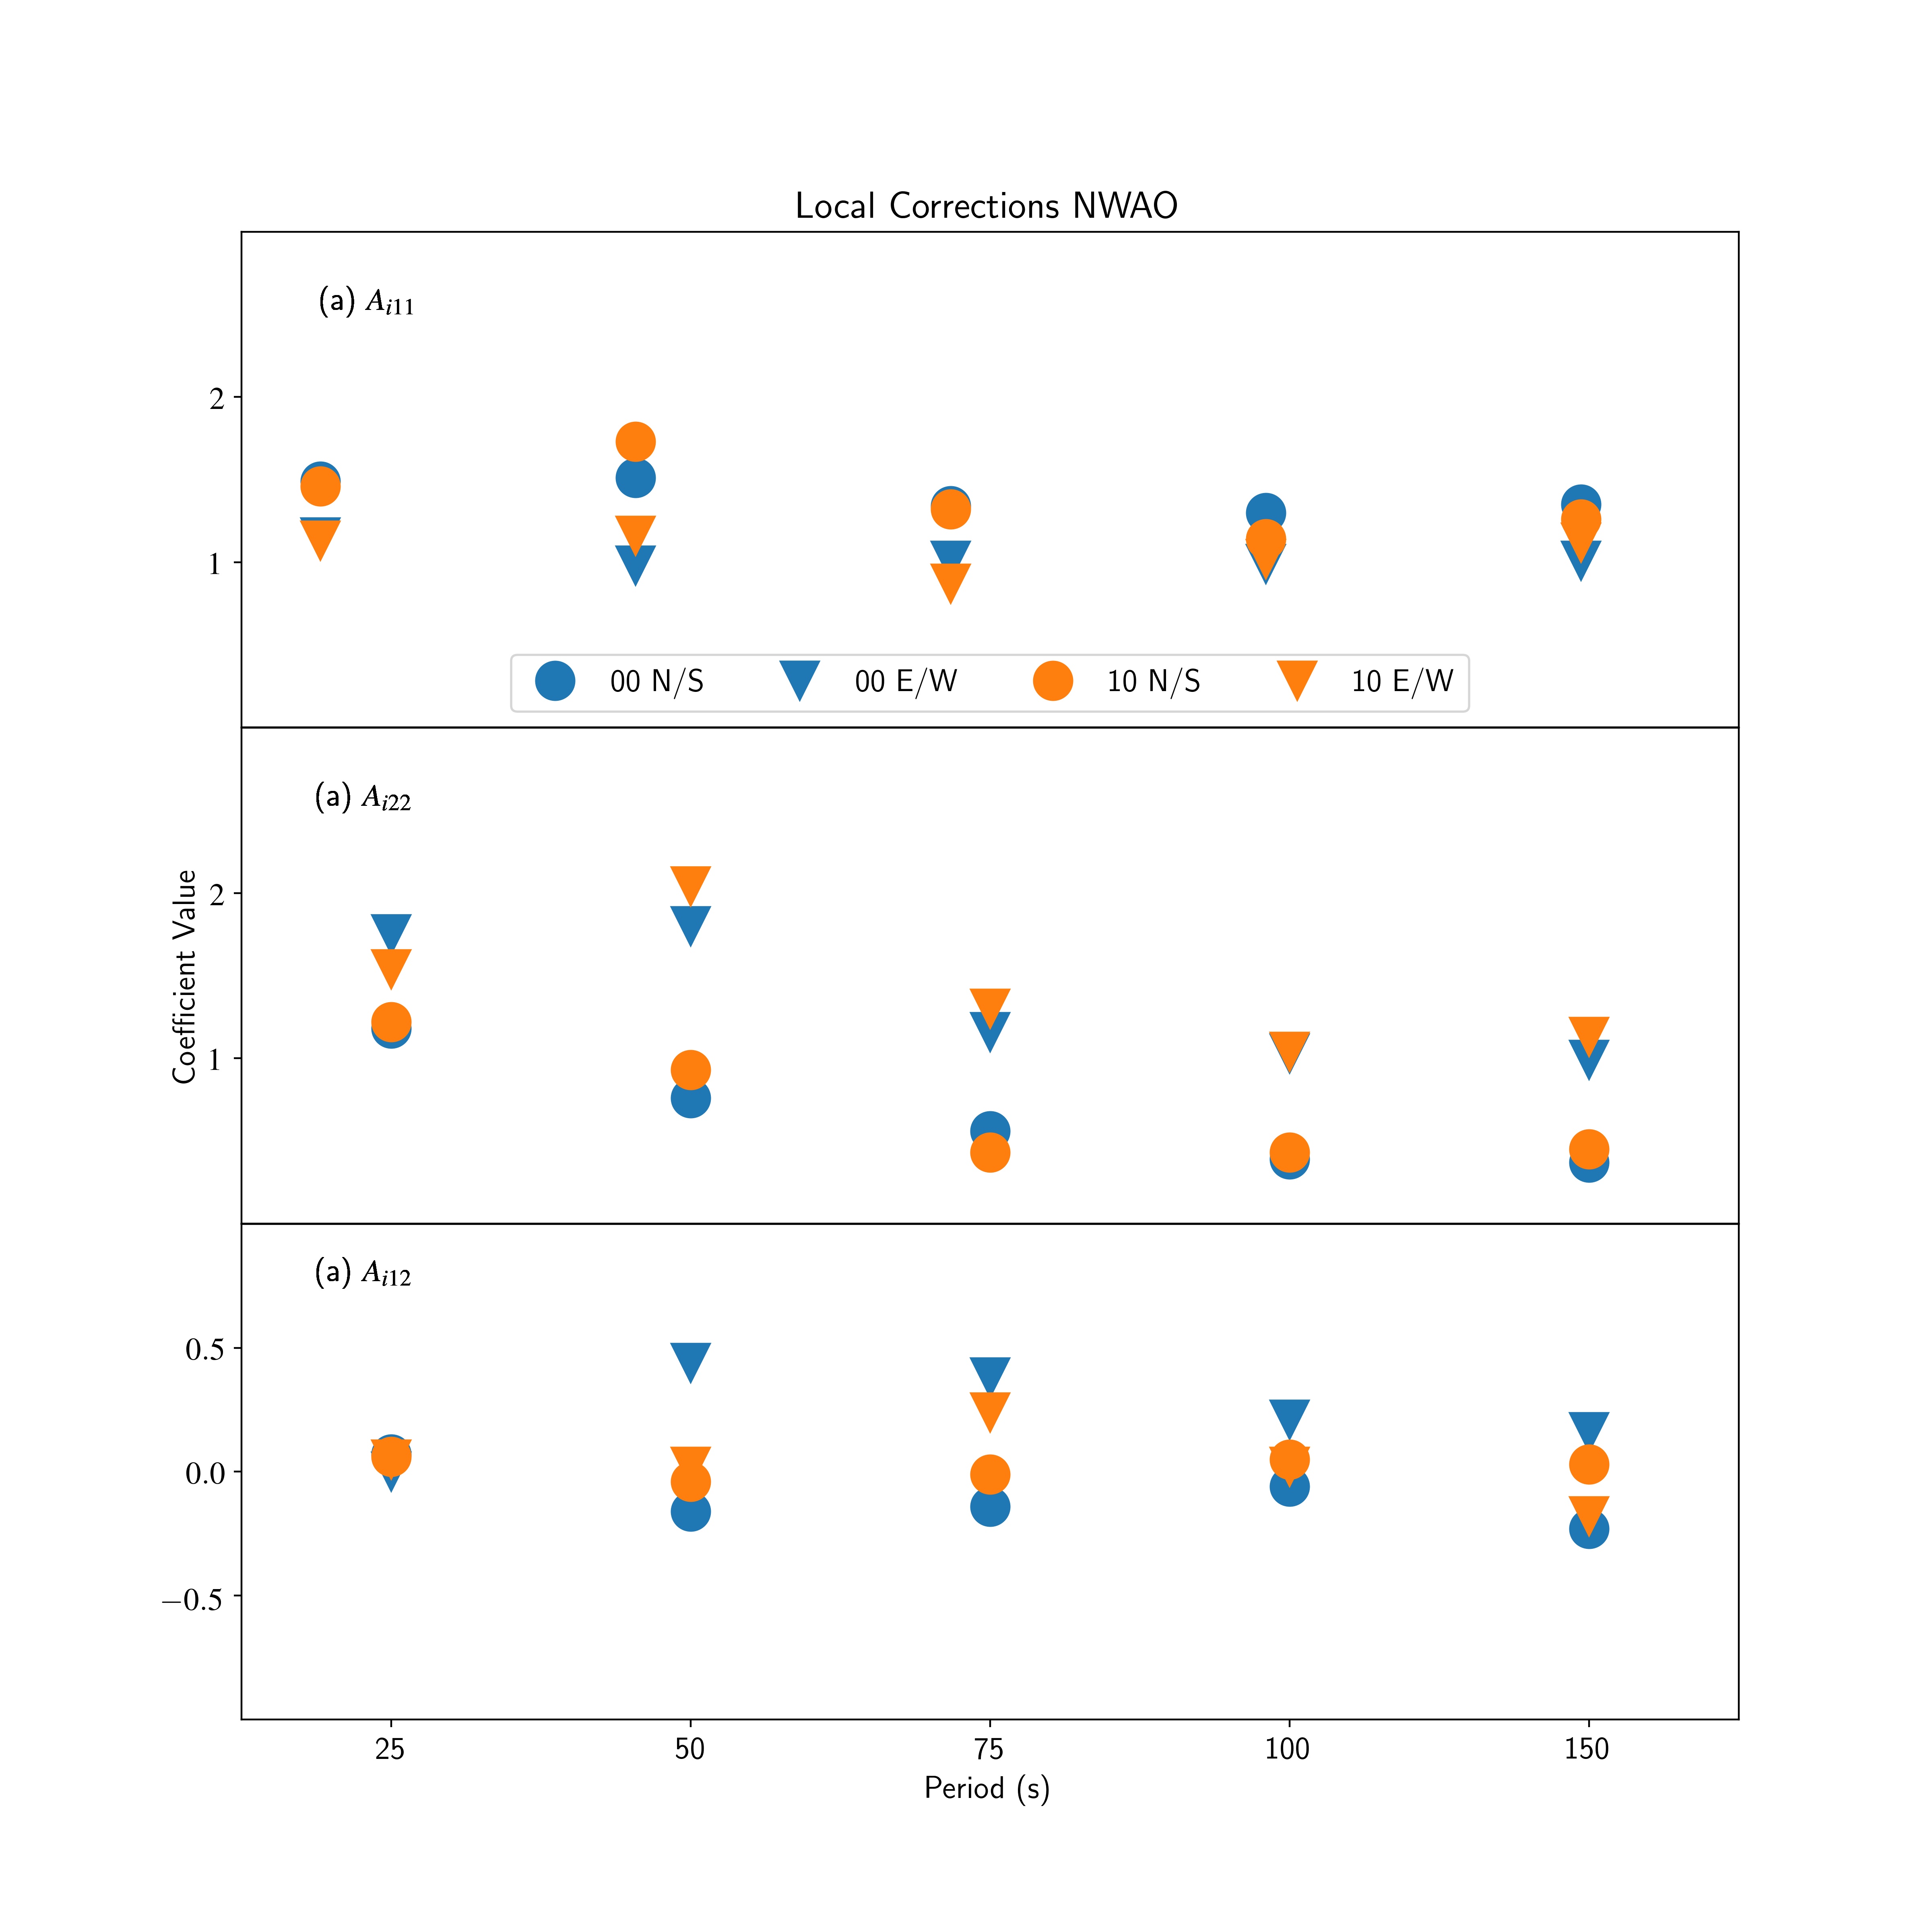 Local Corrections NWAO
(a) A_{i11}
2
1
00 N/S 00 E/W 10 N/S 10 E/W
(a) A_{i22}
Coefficient Value
2
1
(a) A_{i12}
0.5
0.0
−0.5
25 50 75 100 150
Period (s)